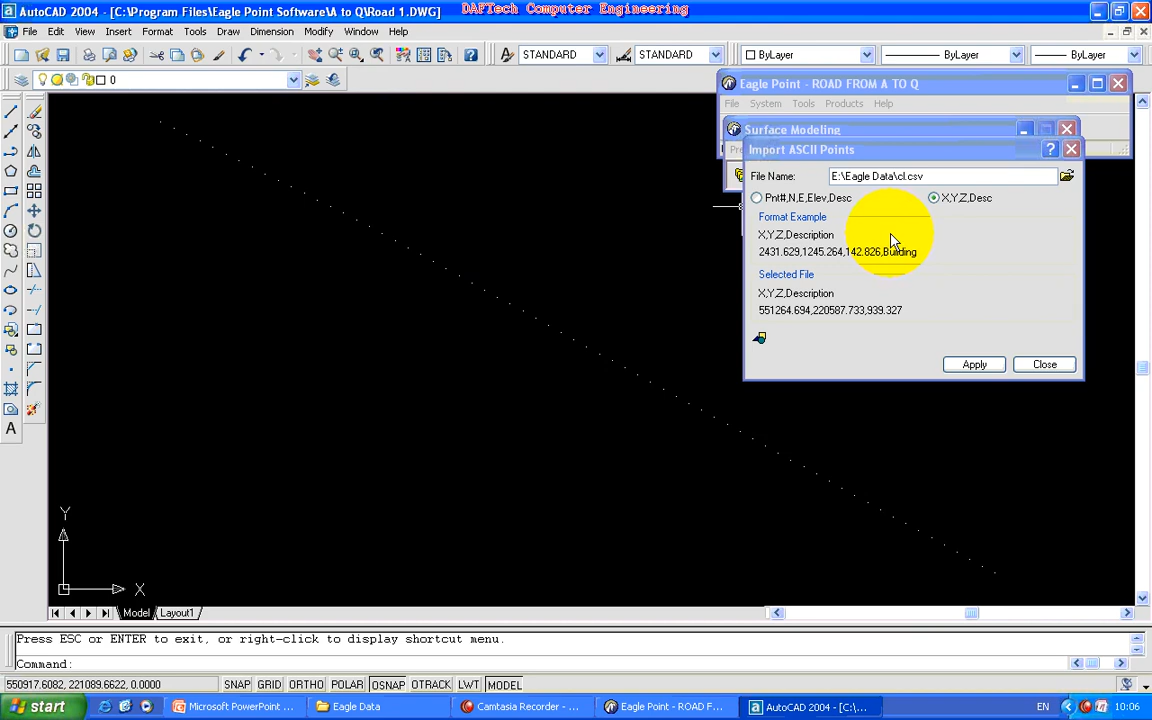 AutoCAD 2004 - [C:\Program Files\Eagle Point Software\A to Q\Road 1.DWG]
DAFTech Computer Engineering
File Edit View Insert Format Tools Draw Dimension Modify Window Help
STANDARD STANDARD ByLayer ByLayer ByLayer
0
Eagle Point - ROAD FROM A TO Q
File System Tools Products Help
Surface Modeling
Import ASCII Points
File Name: E:\Eagle Data\cl.csv
Pnt#,N,E,Elev,Desc X,Y,Z,Desc
Format Example
X,Y,Z,Description
2431.629,1245.264,142.826,Building
Selected File
X,Y,Z,Description
551264.694,220587.733,939.327
Apply Close
A
Y
X
Model Layout1
Press ESC or ENTER to exit, or right-click to display shortcut menu.
Command:
550917.6082, 221089.6622, 0.0000 SNAP GRID ORTHO POLAR OSNAP OTRACK LWT MODEL
start Microsoft PowerPoint ... Eagle Data Camtasia Recorder - ... Eagle Point - ROAD F... AutoCAD 2004 - [C:\... EN 10:06